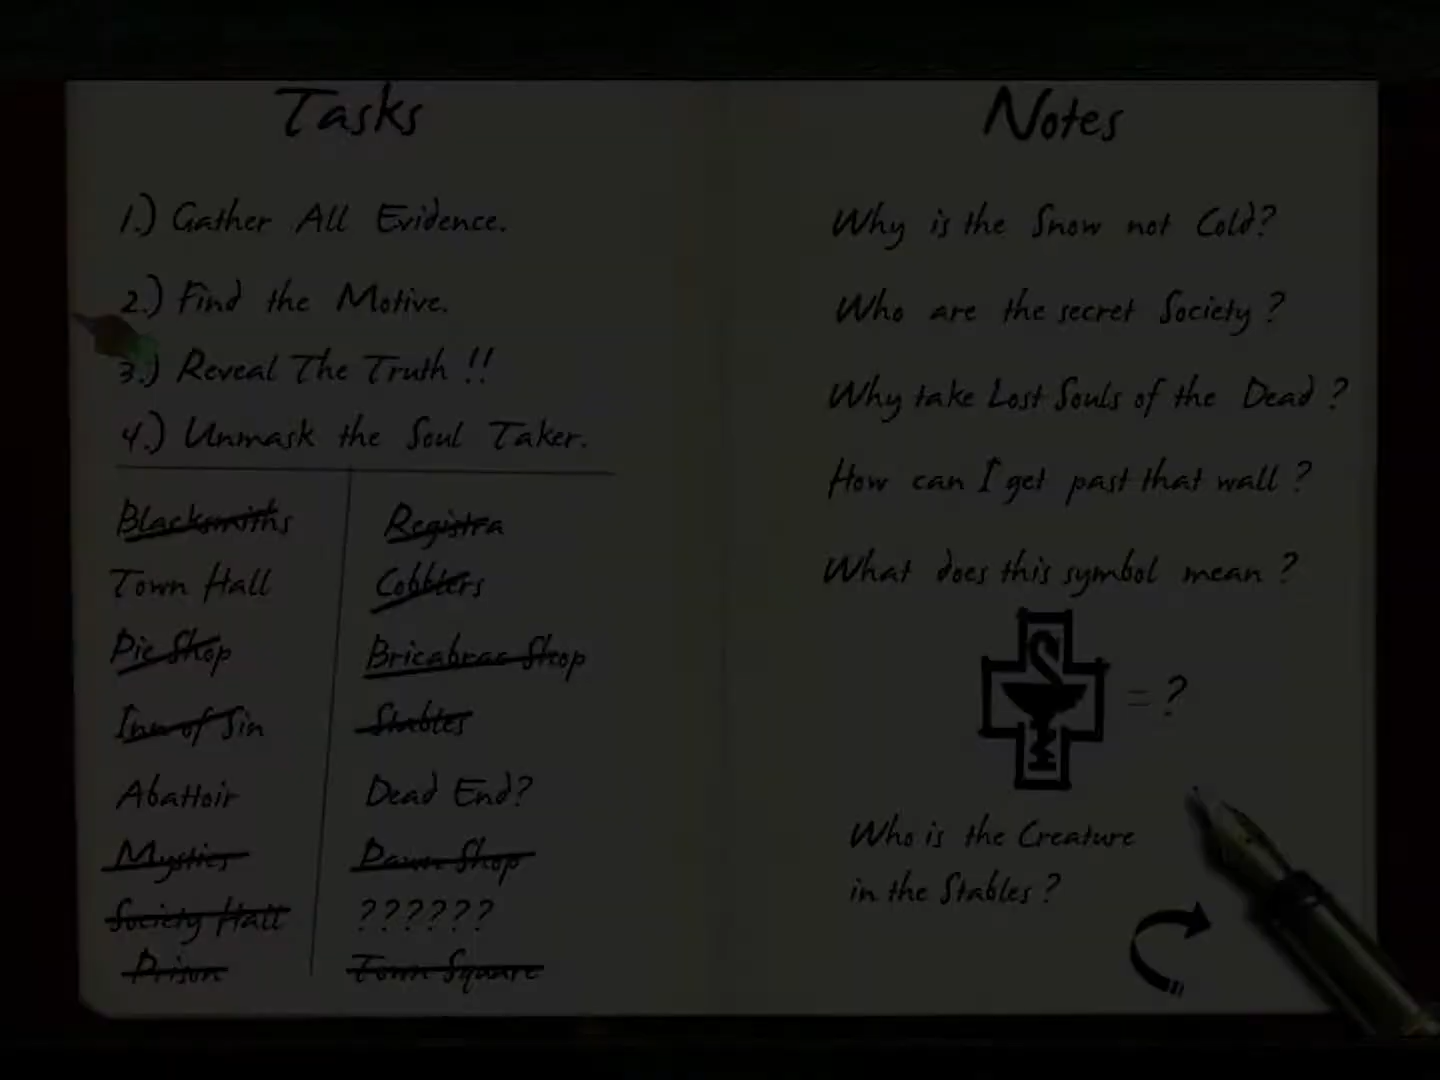 Tasks
1.) Gather All Evidence.
2.) Find the Motive.
3.) Reveal The Truth !!
4.) Unmask the Soul Taker.
Blacksmiths
Town Hall
Pie Shop
Inn of Sin
Abattoir
Mystics
Society Hall
Prison
Registra
Cobblers
Bricabrac Shop
Stables
Dead End?
Pawn Shop
??????
Town Square
Notes
Why is the Snow not Cold?
Who are the secret Society ?
Why take Lost Souls of the Dead ?
How can I get past that wall ?
What does this symbol mean ?
= ?
Who is the Creature
in the Stables ?